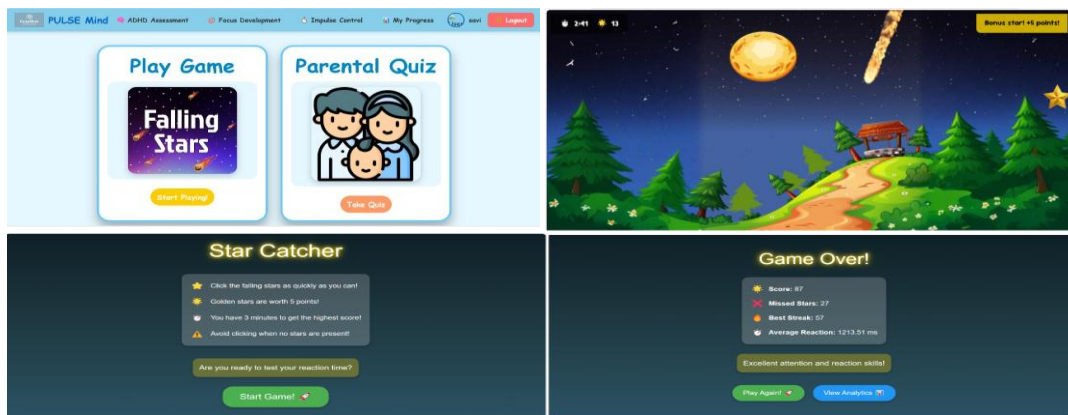 PULSE Mind ADHD Assessment Focus Development Impulse Control My Progress aavi Logout
Play Game
Falling
Stars
Start Playing!
Parental Quiz
Take Quiz
2:41 13
Bonus star! +5 points!
Star Catcher
Click the falling stars as quickly as you can!
Golden stars are worth 5 points!
You have 3 minutes to get the highest score!
Avoid clicking when no stars are present!
Are you ready to test your reaction time?
Start Game!
Game Over!
Score: 87
Missed Stars: 27
Best Streak: 57
Average Reaction: 1213.51 ms
Excellent attention and reaction skills!
Play Again!
View Analytics